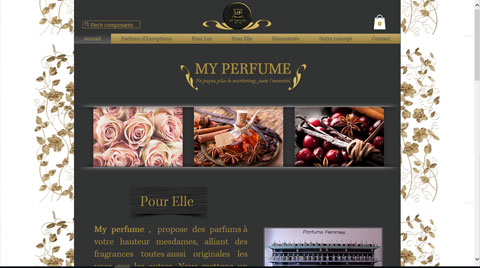 Rech composants
0
Accueil Parfums d'Exceptions Pour Lui Pour Elle Nouveautés Notre concept Contact
MY PERFUME
Ne payez plus le marketing, juste l'essentiel
Pour Elle
My perfume , propose des parfums à
votre hauteur mesdames, alliant des
fragrances toutes aussi originales les
Parfums Femmes